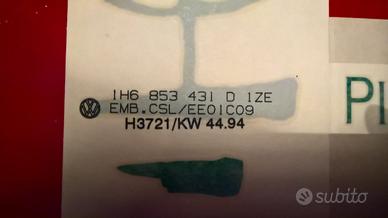 1H6 853 431 D 1ZE
EMB.CSL/EE01C09
H3721/KW 44.94
PI
subito